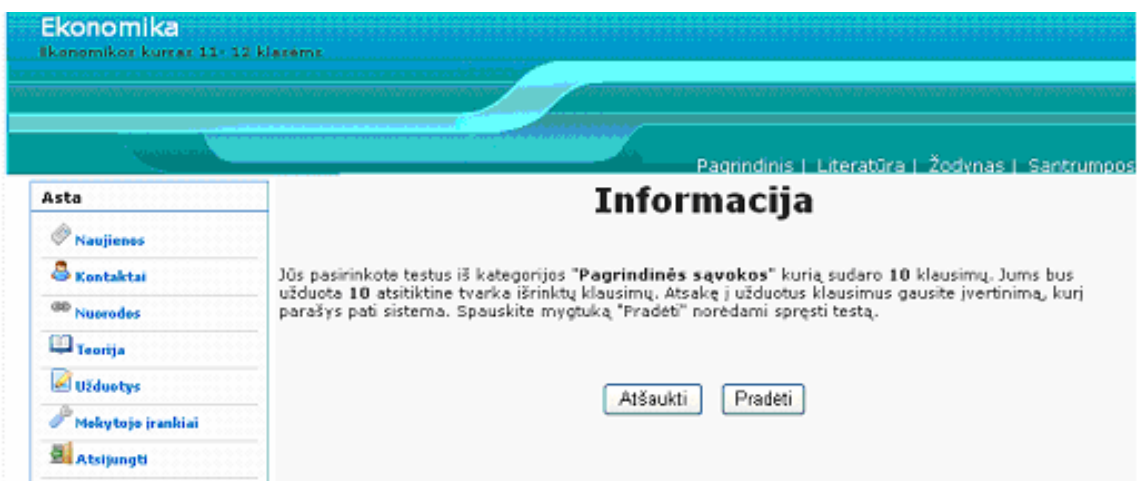 Ekonomika
Ekonomikos kursas 11- 12 klasėms
Pagrindinis | Literatūra | Žodynas | Santrumpos
Asta
Naujienos
Kontaktai
Nuorodos
Teorija
Užduotys
Mokytojo įrankiai
Atsijungti
Informacija
Jūs pasirinkote testus iš kategorijos "Pagrindinės sąvokos" kurią sudaro 10 klausimų. Jums bus
užduota 10 atsitiktine tvarka išrinktų klausimų. Atsakę į užduotus klausimus gausite įvertinimą, kurį
parašys pati sistema. Spauskite mygtuką "Pradėti" norėdami spręsti testą.
Atšaukti Pradėti